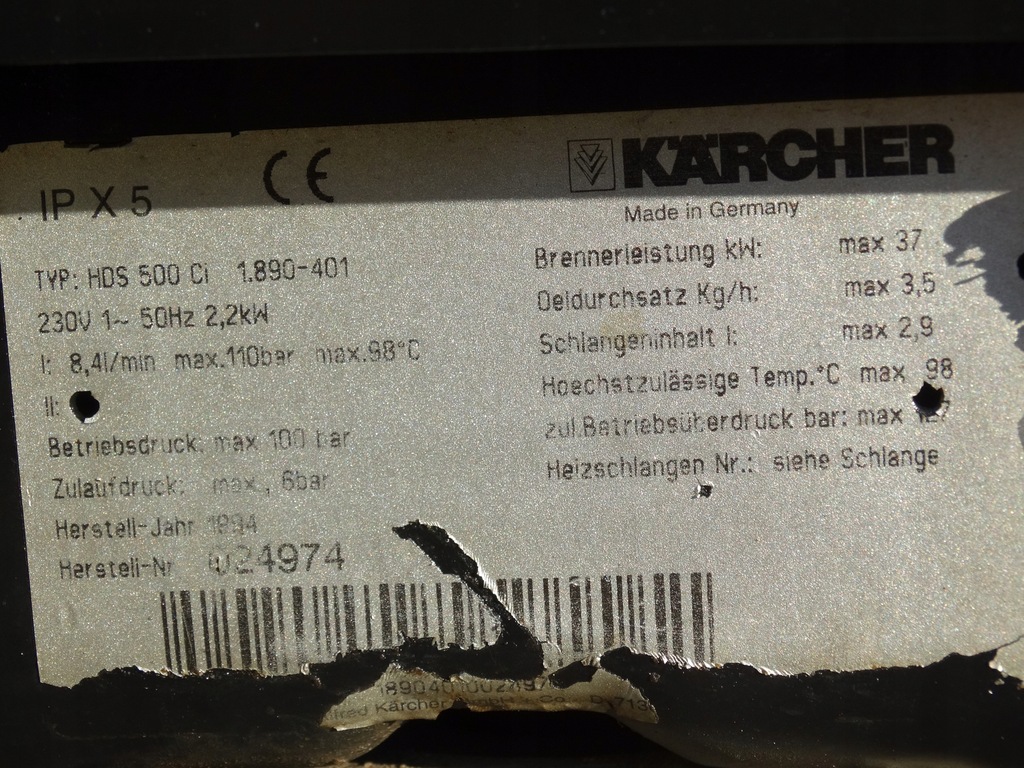 IP X 5
CE
KÄRCHER
Made in Germany
TYP: HDS 500 Ci 1.890-401
230V 1~ 50Hz 2,2kW
I: 8,4l/min max.110bar max.98°C
II:
Betriebsdruck: max 100 bar
Zulaufdruck: max., 6bar
Herstell-Jahr 1994
Herstell-Nr 024974
Brennerleistung kW: max 37
Oeldurchsatz Kg/h: max 3,5
Schlangeninhalt l: max 2,9
Hoechstzulässige Temp.°C max 98
zul.Betriebsüberdruck bar: max
Heizschlangen Nr.: siehe Schlange
Kärcher